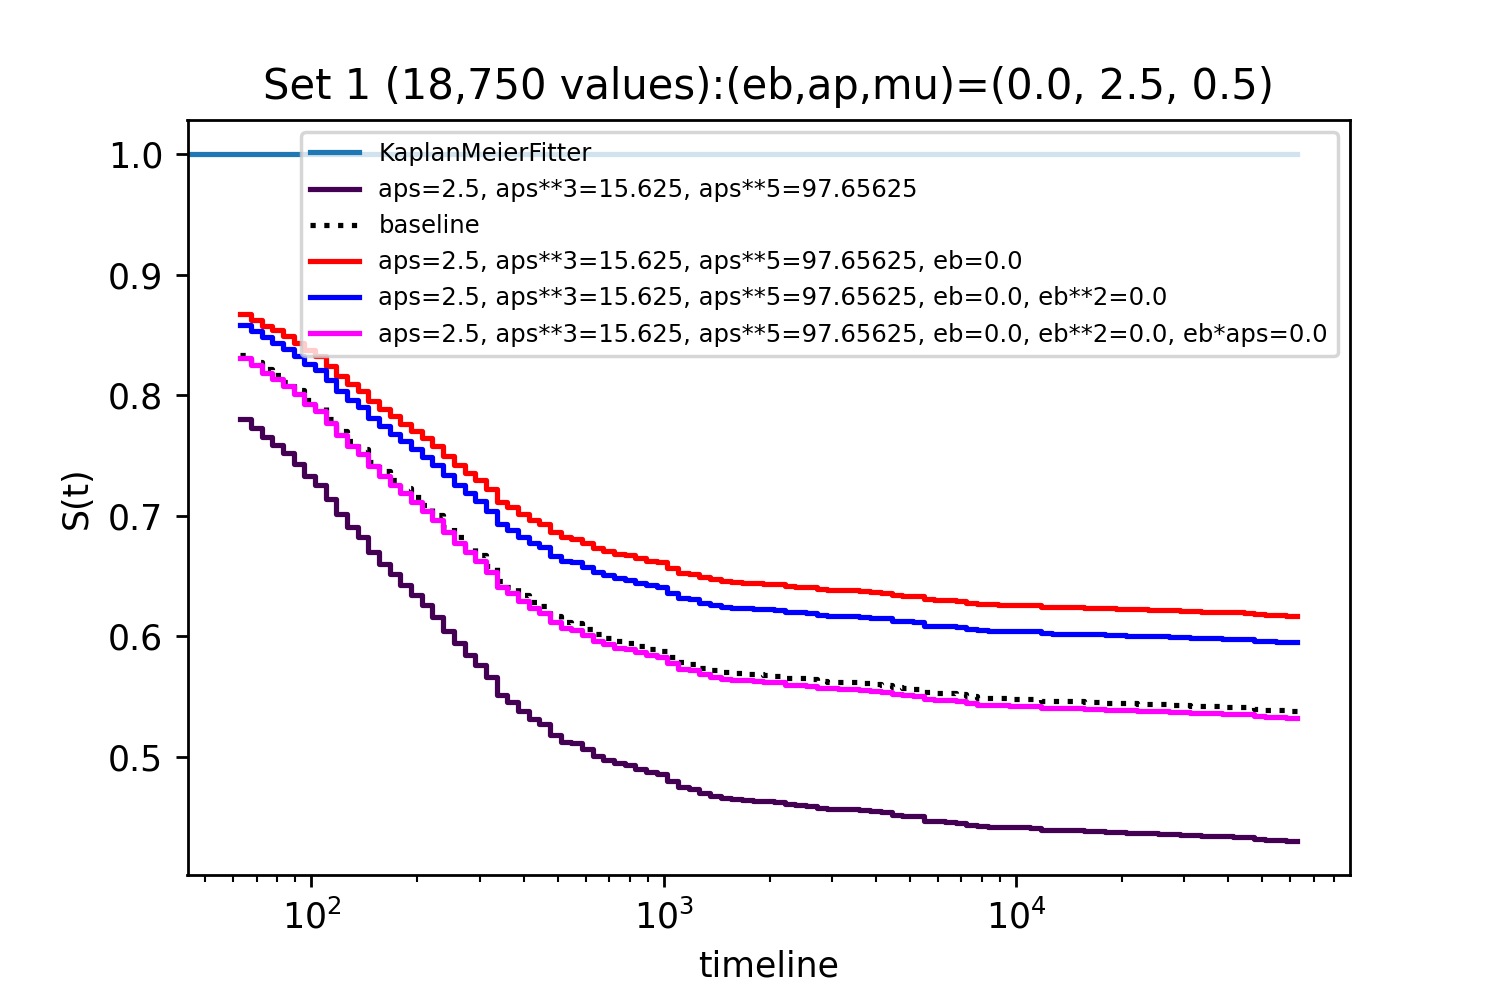 Set 1 (18,750 values):(eb,ap,mu)=(0.0, 2.5, 0.5)
KaplanMeierFitter
aps=2.5, aps**3=15.625, aps**5=97.65625
baseline
aps=2.5, aps**3=15.625, aps**5=97.65625, eb=0.0
aps=2.5, aps**3=15.625, aps**5=97.65625, eb=0.0, eb**2=0.0
aps=2.5, aps**3=15.625, aps**5=97.65625, eb=0.0, eb**2=0.0, eb*aps=0.0
1.0
0.9
0.8
0.7
0.6
0.5
S(t)
10² 10³ 10⁴
timeline